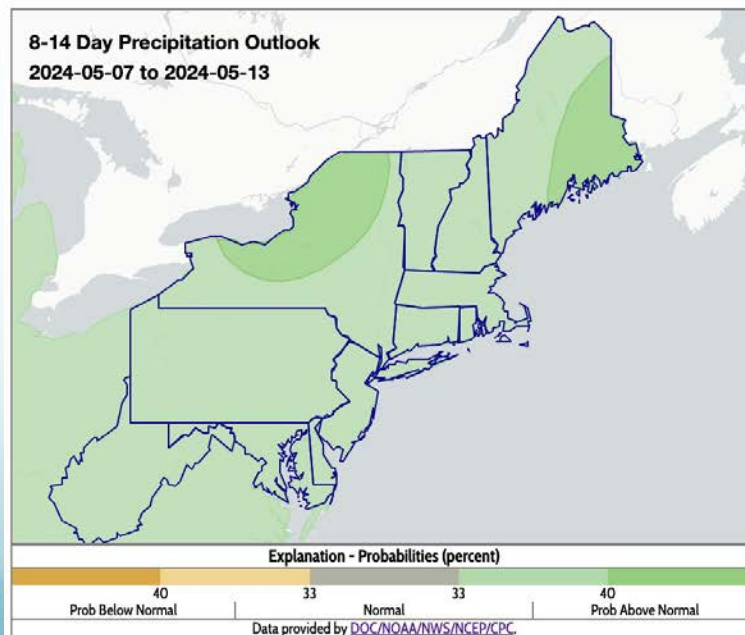 8-14 Day Precipitation Outlook
2024-05-07 to 2024-05-13
Explanation - Probabilities (percent)
40 33 33 40
Prob Below Normal Normal Prob Above Normal
Data provided by DOC/NOAA/NWS/NCEP/CPC.